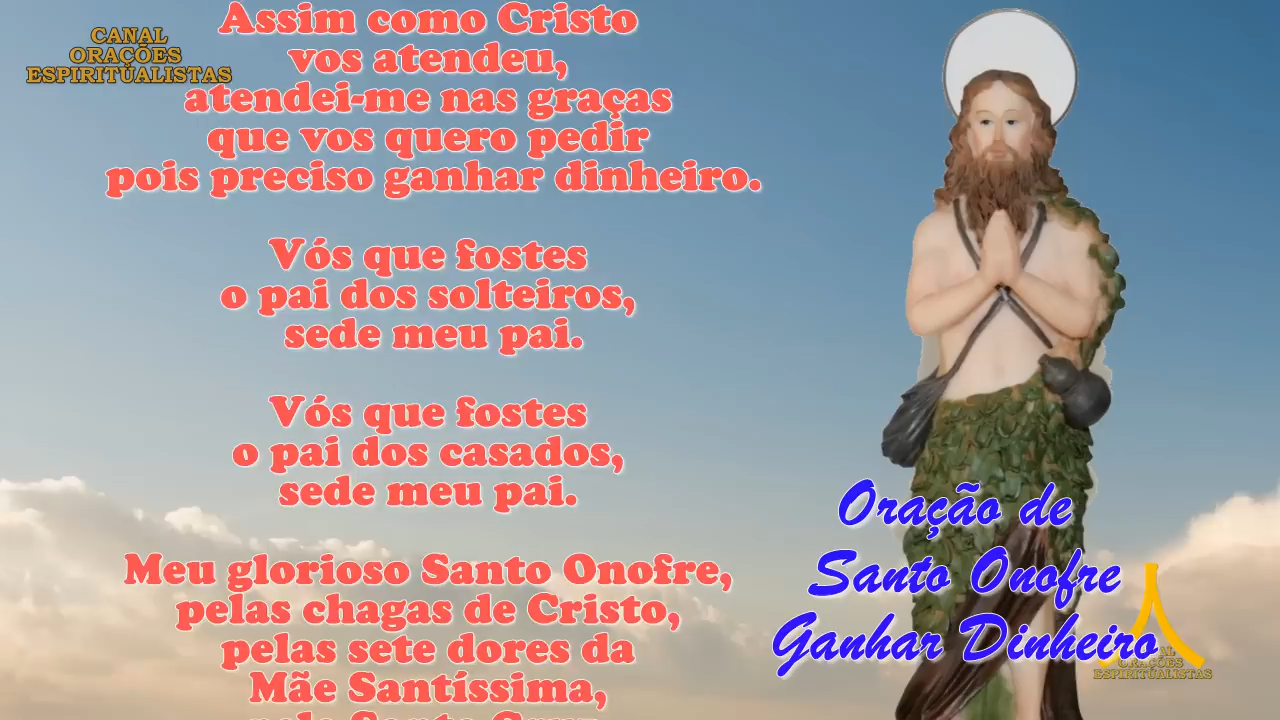 CANAL
ORAÇÕES
ESPIRITUALISTAS
Assim como Cristo
vos atendeu,
atendei-me nas graças
que vos quero pedir
pois preciso ganhar dinheiro.
Vós que fostes
o pai dos solteiros,
sede meu pai.
Vós que fostes
o pai dos casados,
sede meu pai.
Meu glorioso Santo Onofre,
pelas chagas de Cristo,
pelas sete dores da
Mãe Santíssima,
Oração de
Santo Onofre
Ganhar Dinheiro
ORAÇÕES
ESPIRITUALISTAS